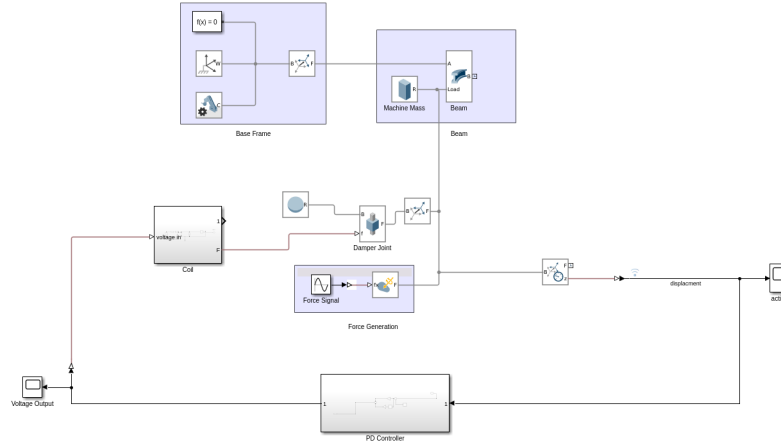 f(x) = 0
W
C
B F
Base Frame
A
B
Load
R
Machine Mass
Beam
Beam
R
B
F
f
B F
Damper Joint
voltage in
1
F
Coil
Force Signal
F
Force Generation
B
F
z
displacment
acti
Voltage Output
1
1
PD Controller